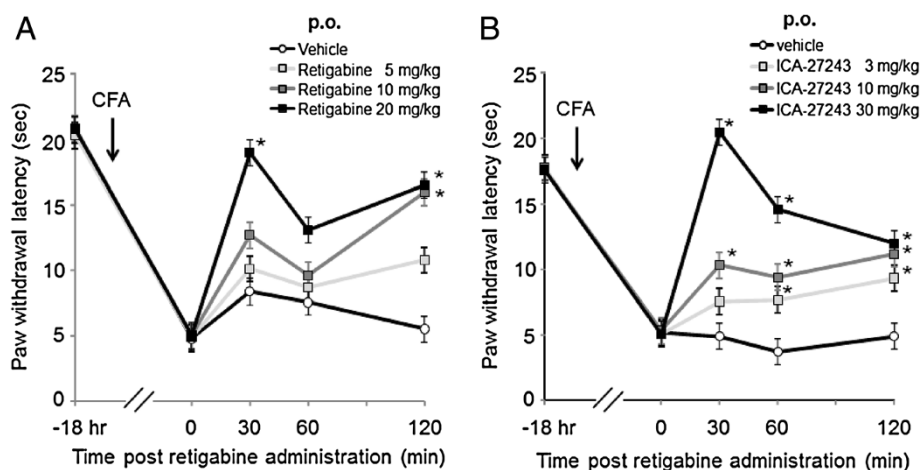 A
p.o.
Vehicle
Retigabine 5 mg/kg
Retigabine 10 mg/kg
Retigabine 20 mg/kg
CFA
Paw withdrawal latency (sec)
25
20
15
10
5
0
*
*
*
-18 hr
0
30
60
120
Time post retigabine administration (min)
B
p.o.
vehicle
ICA-27243 3 mg/kg
ICA-27243 10 mg/kg
ICA-27243 30 mg/kg
CFA
Paw withdrawal latency (sec)
25
20
15
10
5
0
*
*
*
*
*
*
*
*
-18 hr
0
30
60
120
Time post retigabine administration (min)